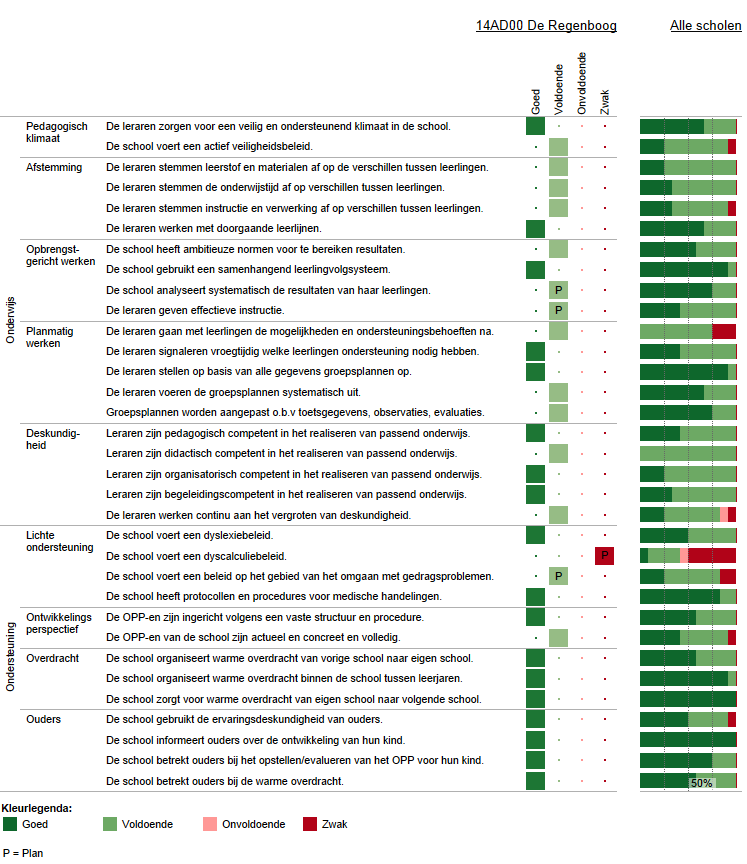 14AD00 De Regenboog
Alle scholen
Goed
Voldoende
Onvoldoende
Zwak
Onderwijs
Pedagogisch
klimaat
De leraren zorgen voor een veilig en ondersteunend klimaat in de school.
De school voert een actief veiligheidsbeleid.
Afstemming
De leraren stemmen leerstof en materialen af op de verschillen tussen leerlingen.
De leraren stemmen de onderwijstijd af op verschillen tussen leerlingen.
De leraren stemmen instructie en verwerking af op verschillen tussen leerlingen.
De leraren werken met doorgaande leerlijnen.
Opbrengst-
gericht werken
De school heeft ambitieuze normen voor te bereiken resultaten.
De school gebruikt een samenhangend leerlingvolgsysteem.
De school analyseert systematisch de resultaten van haar leerlingen.
P
De leraren geven effectieve instructie.
P
Planmatig
werken
De leraren gaan met leerlingen de mogelijkheden en ondersteuningsbehoeften na.
De leraren signaleren vroegtijdig welke leerlingen ondersteuning nodig hebben.
De leraren stellen op basis van alle gegevens groepsplannen op.
De leraren voeren de groepsplannen systematisch uit.
Groepsplannen worden aangepast o.b.v toetsgegevens, observaties, evaluaties.
Deskundig-
heid
Leraren zijn pedagogisch competent in het realiseren van passend onderwijs.
Leraren zijn didactisch competent in het realiseren van passend onderwijs.
Leraren zijn organisatorisch competent in het realiseren van passend onderwijs.
Leraren zijn begeleidingscompetent in het realiseren van passend onderwijs.
De leraren werken continu aan het vergroten van deskundigheid.
Ondersteuning
Lichte
ondersteuning
De school voert een dyslexiebeleid.
De school voert een dyscalculiebeleid.
P
De school voert een beleid op het gebied van het omgaan met gedragsproblemen.
P
De school heeft protocollen en procedures voor medische handelingen.
Ontwikkelings
perspectief
De OPP-en zijn ingericht volgens een vaste structuur en procedure.
De OPP-en van de school zijn actueel en concreet en volledig.
Overdracht
De school organiseert warme overdracht van vorige school naar eigen school.
De school organiseert warme overdracht binnen de school tussen leerjaren.
De school zorgt voor warme overdracht van eigen school naar volgende school.
Ouders
De school gebruikt de ervaringsdeskundigheid van ouders.
De school informeert ouders over de ontwikkeling van hun kind.
De school betrekt ouders bij het opstellen/evalueren van het OPP voor hun kind.
De school betrekt ouders bij de warme overdracht.
50%
Kleurlegenda:
Goed
Voldoende
Onvoldoende
Zwak
P = Plan